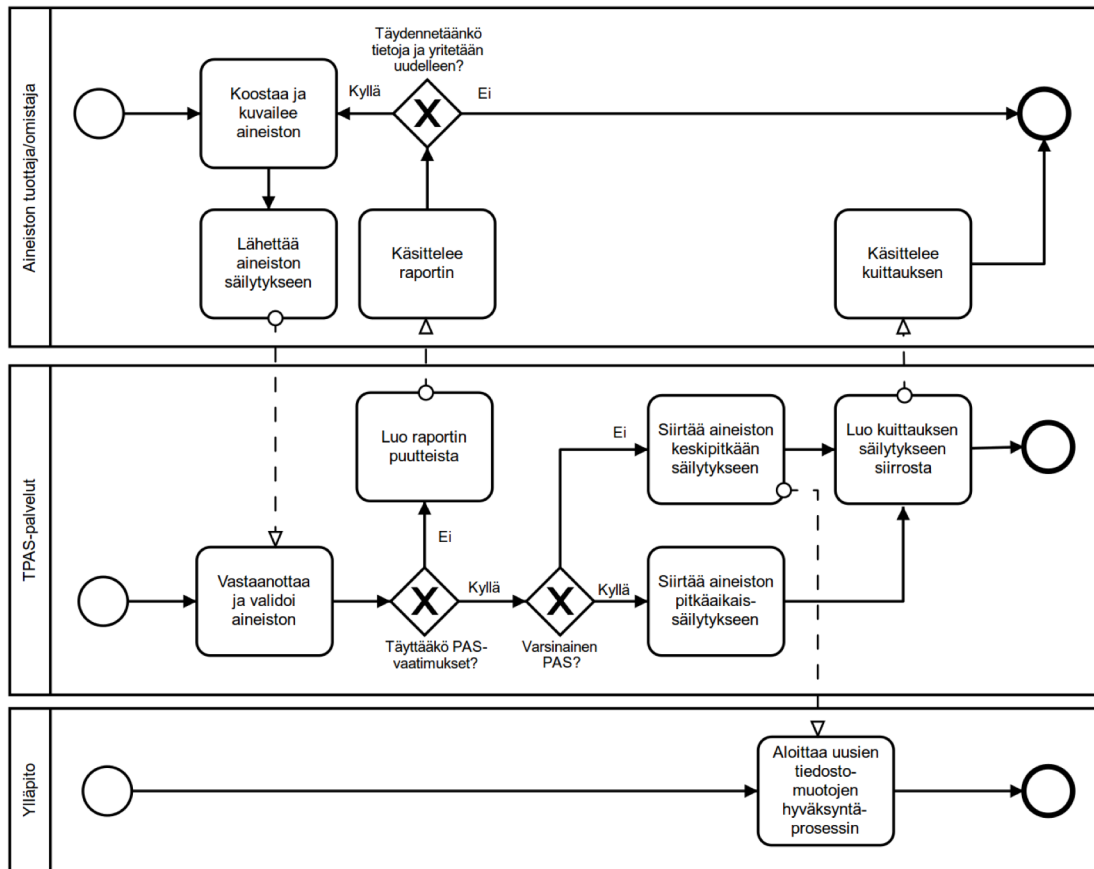 Aineiston tuottaja/omistaja
Täydennetäänkö
tietoja ja yritetään
uudelleen?
Koostaa ja
kuvailee
aineiston
Kyllä
Ei
Lähettää
aineiston
säilytykseen
Käsittelee
raportin
Käsittelee
kuittauksen
TPAS-palvelut
Luo raportin
puutteista
Ei
Siirtää aineiston
keskipitkään
säilytykseen
Luo kuittauksen
säilytykseen
siirrosta
Ei
Vastaanottaa
ja validoi
aineiston
Kyllä
Kyllä
Siirtää aineiston
pitkäaikais-
säilytykseen
Täyttääkö PAS-
vaatimukset?
Varsinainen
PAS?
Ylläpito
Aloittaa uusien
tiedosto-
muotojen
hyväksyntä-
prosessin